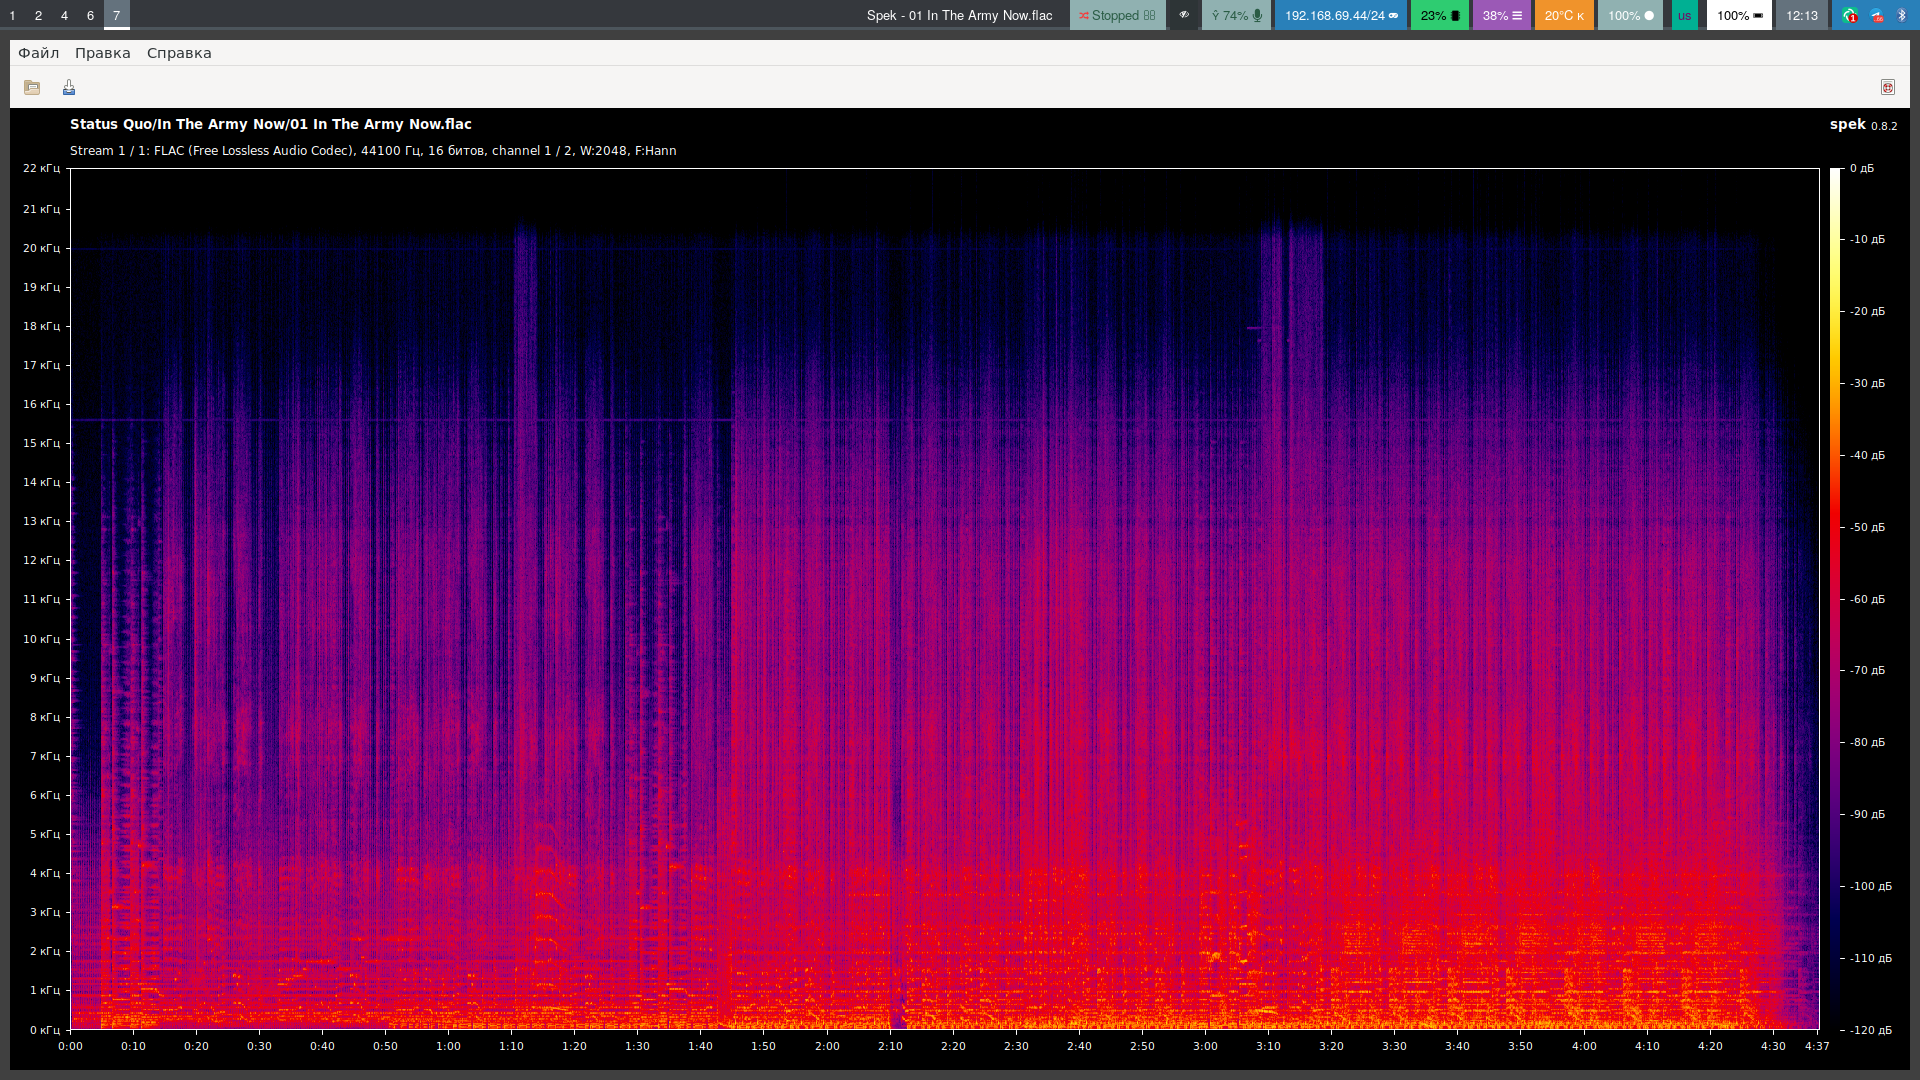 1 2 4 6 7 Spek - 01 In The Army Now.flac Stopped 74% 192.168.69.44/24 23% 38% 20°C к 100% us 100% 12:13 1
Файл Правка Справка
Status Quo/In The Army Now/01 In The Army Now.flac spek 0.8.2
Stream 1 / 1: FLAC (Free Lossless Audio Codec), 44100 Гц, 16 битов, channel 1 / 2, W:2048, F:Hann
22 кГц 0 дБ
21 кГц
-10 дБ
20 кГц
19 кГц
-20 дБ
18 кГц
17 кГц
-30 дБ
16 кГц
15 кГц
-40 дБ
14 кГц
13 кГц
-50 дБ
12 кГц
11 кГц
-60 дБ
10 кГц
-70 дБ
9 кГц
8 кГц
-80 дБ
7 кГц
6 кГц
-90 дБ
5 кГц
4 кГц
-100 дБ
3 кГц
2 кГц
-110 дБ
1 кГц
0 кГц -120 дБ
0:00 0:10 0:20 0:30 0:40 0:50 1:00 1:10 1:20 1:30 1:40 1:50 2:00 2:10 2:20 2:30 2:40 2:50 3:00 3:10 3:20 3:30 3:40 3:50 4:00 4:10 4:20 4:30 4:37